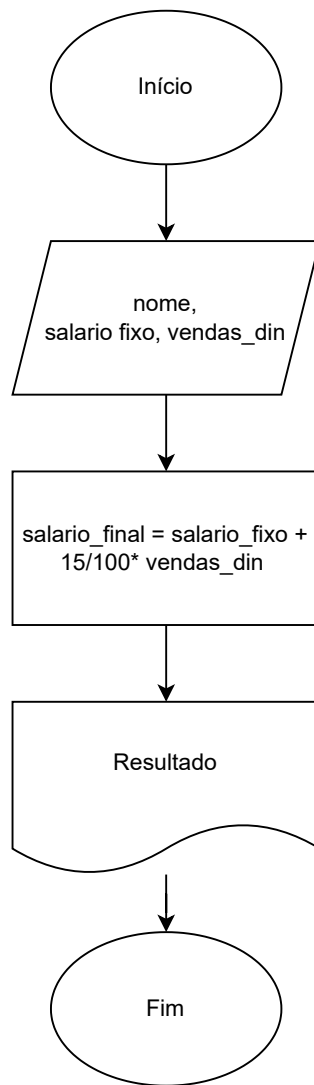 Início
nome,
salario fixo, vendas_din
salario_final = salario_fixo +
15/100* vendas_din
Resultado
Fim